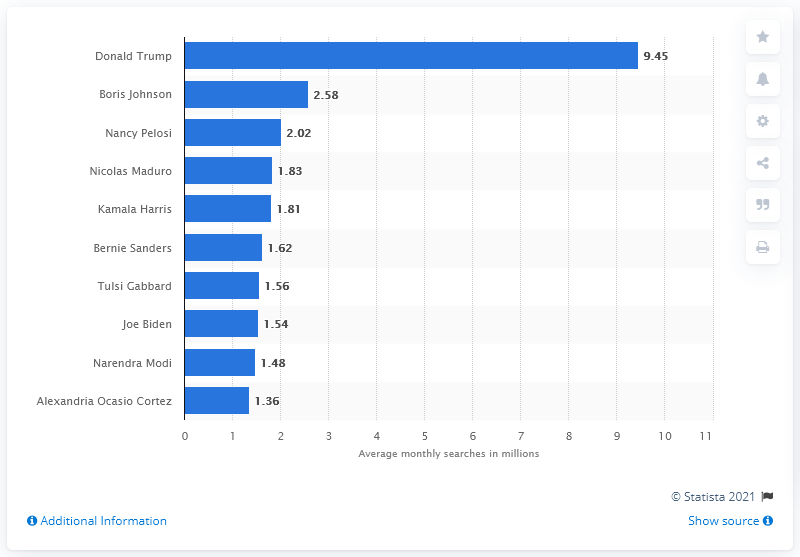 Donald Trump 9.45
Boris Johnson 2.58
Nancy Pelosi 2.02
Nicolas Maduro 1.83
Kamala Harris 1.81
Bernie Sanders 1.62
Tulsi Gabbard 1.56
Joe Biden 1.54
Narendra Modi 1.48
Alexandria Ocasio Cortez 1.36
0 1 2 3 4 5 6 7 8 9 10 11
Average monthly searches in millions
© Statista 2021
Additional Information Show source